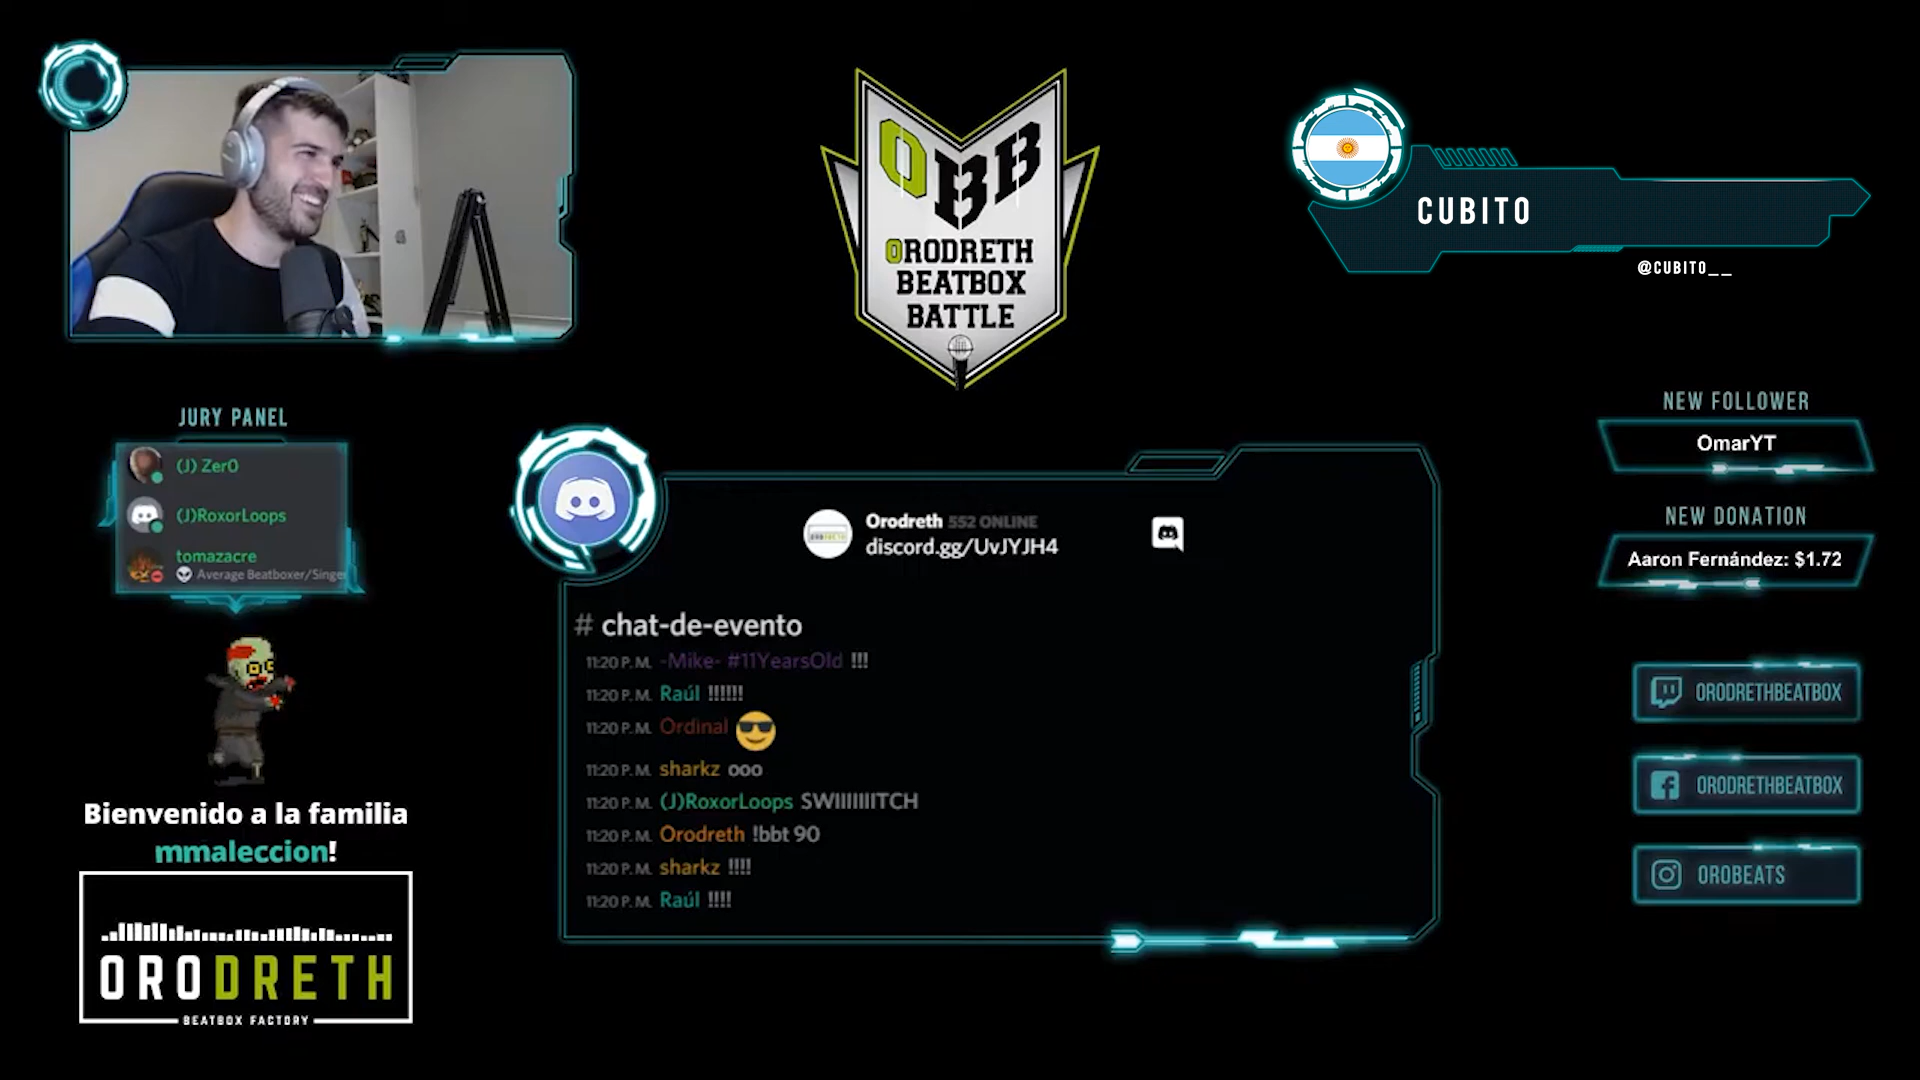 OBB
ORODRETH
BEATBOX
BATTLE
CUBITO
@CUBITO__
JURY PANEL
(J) Zer0
(J)RoxorLoops
tomazacre
Average Beatboxer/Singer
Orodreth 552 ONLINE
discord.gg/UvJYJH4
# chat-de-evento
11:20 P. M. -Mike- #11YearsOld !!!
11:20 P. M. Raúl !!!!!!
11:20 P. M. Ordinal 😎
11:20 P. M. sharkz ooo
11:20 P. M. (J)RoxorLoops SWIIIIIIITCH
11:20 P. M. Orodreth !bbt 90
11:20 P. M. sharkz !!!!
11:20 P. M. Raúl !!!!
NEW FOLLOWER
OmarYT
NEW DONATION
Aaron Fernández: $1.72
ORODRETHBEATBOX
ORODRETHBEATBOX
OROBEATS
Bienvenido a la familia
mmaleccion!
ORODRETH
BEATBOX FACTORY